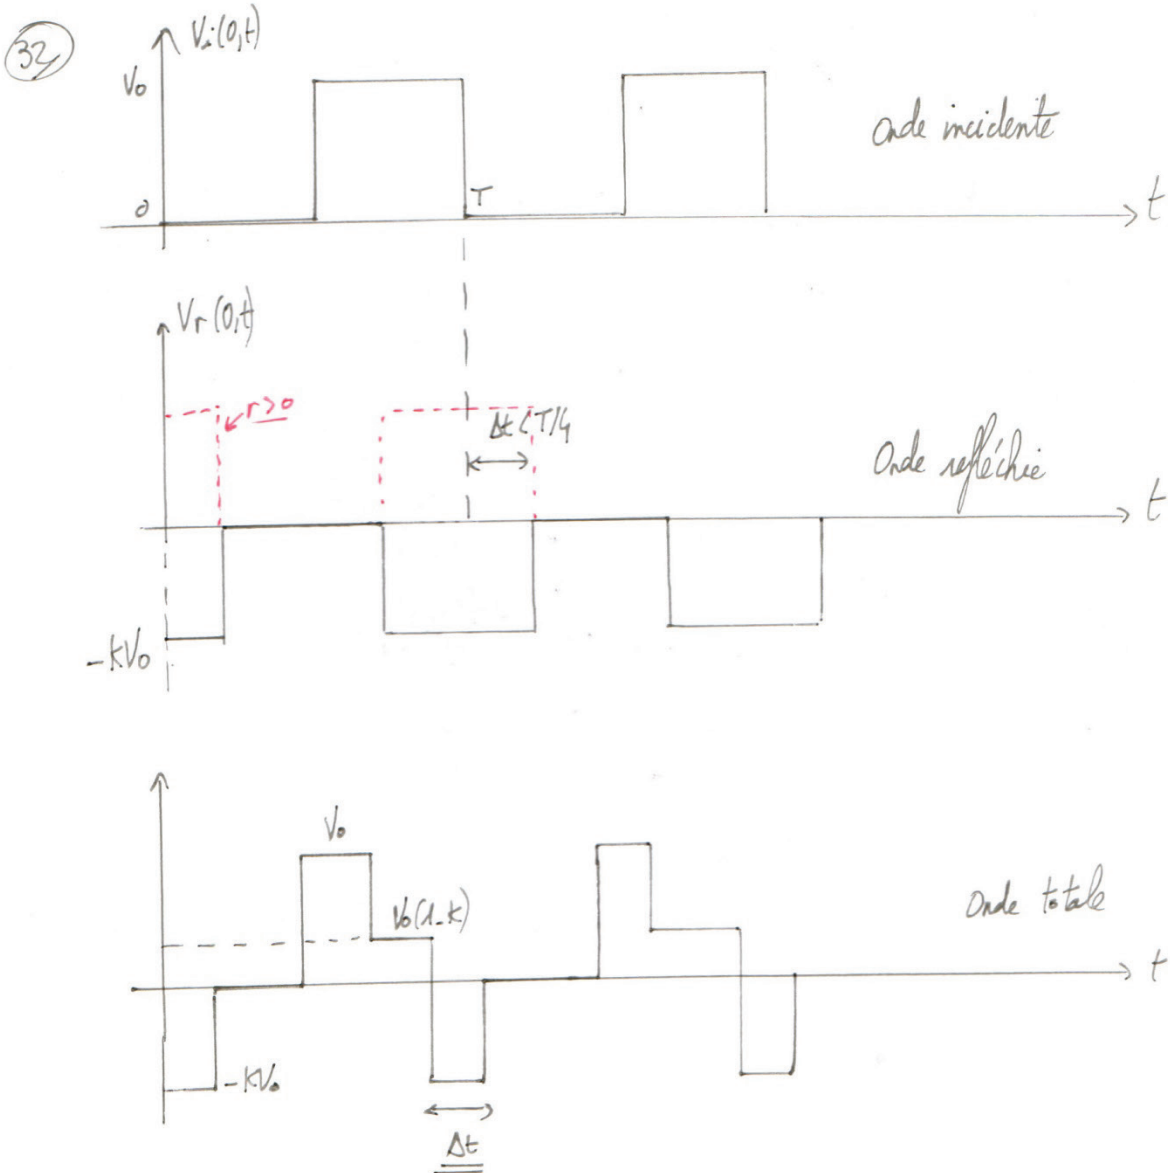 32
Vi(0,t)
V₀
0
T
Onde incidente
t
Vr(0,t)
r>0
Δt<T/4
Onde refléchie
t
-kV₀
V₀
V₀(1-k)
Onde totale
t
-kV₀
Δt